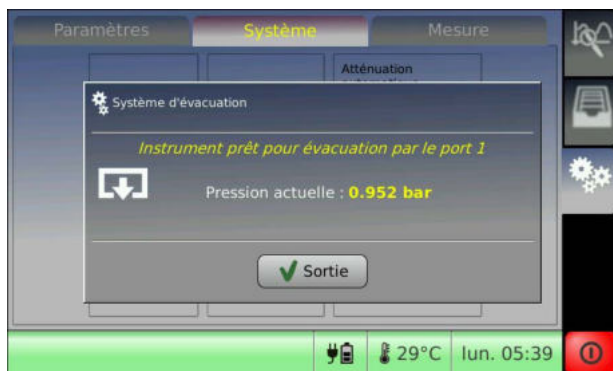 Paramètres
Système
Mesure
Atténuation
Système d'évacuation
Instrument prêt pour évacuation par le port 1
Pression actuelle : 0.952 bar
Sortie
29°C
lun. 05:39